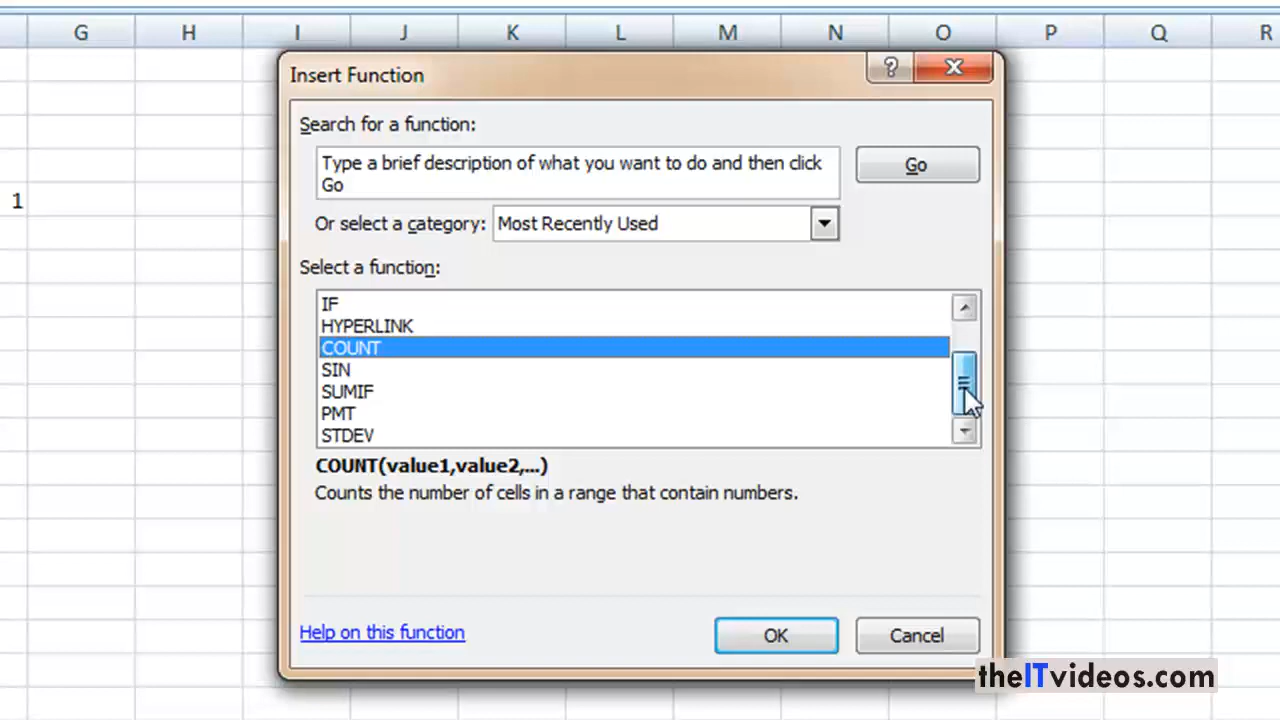 G H I J K L M N O P Q R
Insert Function
?
Search for a function:
Type a brief description of what you want to do and then click
Go
Go
1
Or select a category: Most Recently Used
Select a function:
IF
HYPERLINK
COUNT
SIN
SUMIF
PMT
STDEV
COUNT(value1,value2,...)
Counts the number of cells in a range that contain numbers.
Help on this function
OK
Cancel
theITvideos.com